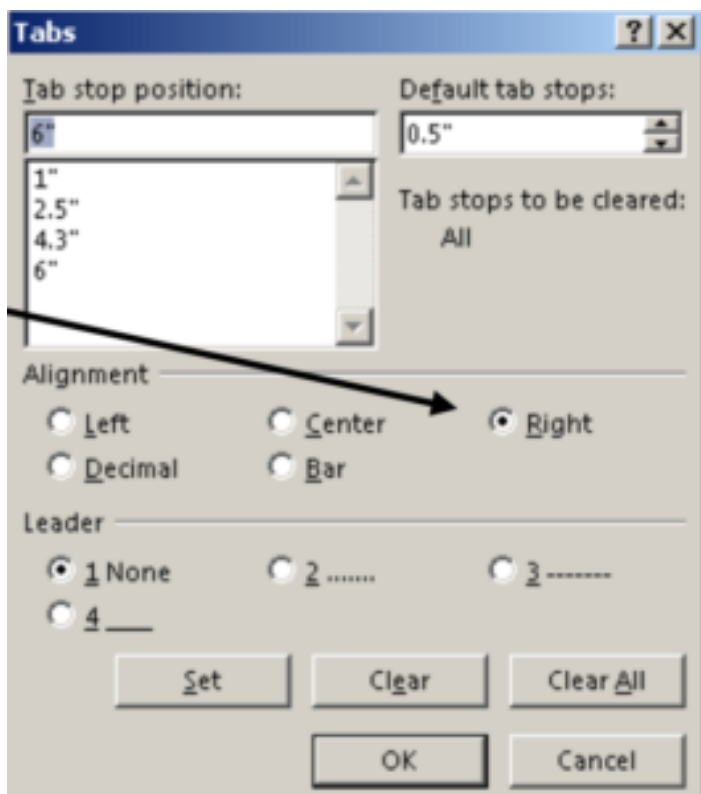 Tabs
Tab stop position:
Default tab stops:
6"
0.5"
1"
2.5"
4.3"
6"
Tab stops to be cleared:
All
Alignment
Left
Center
Right
Decimal
Bar
Leader
1 None
2 .......
3 -------
4 ___
Set
Clear
Clear All
OK
Cancel